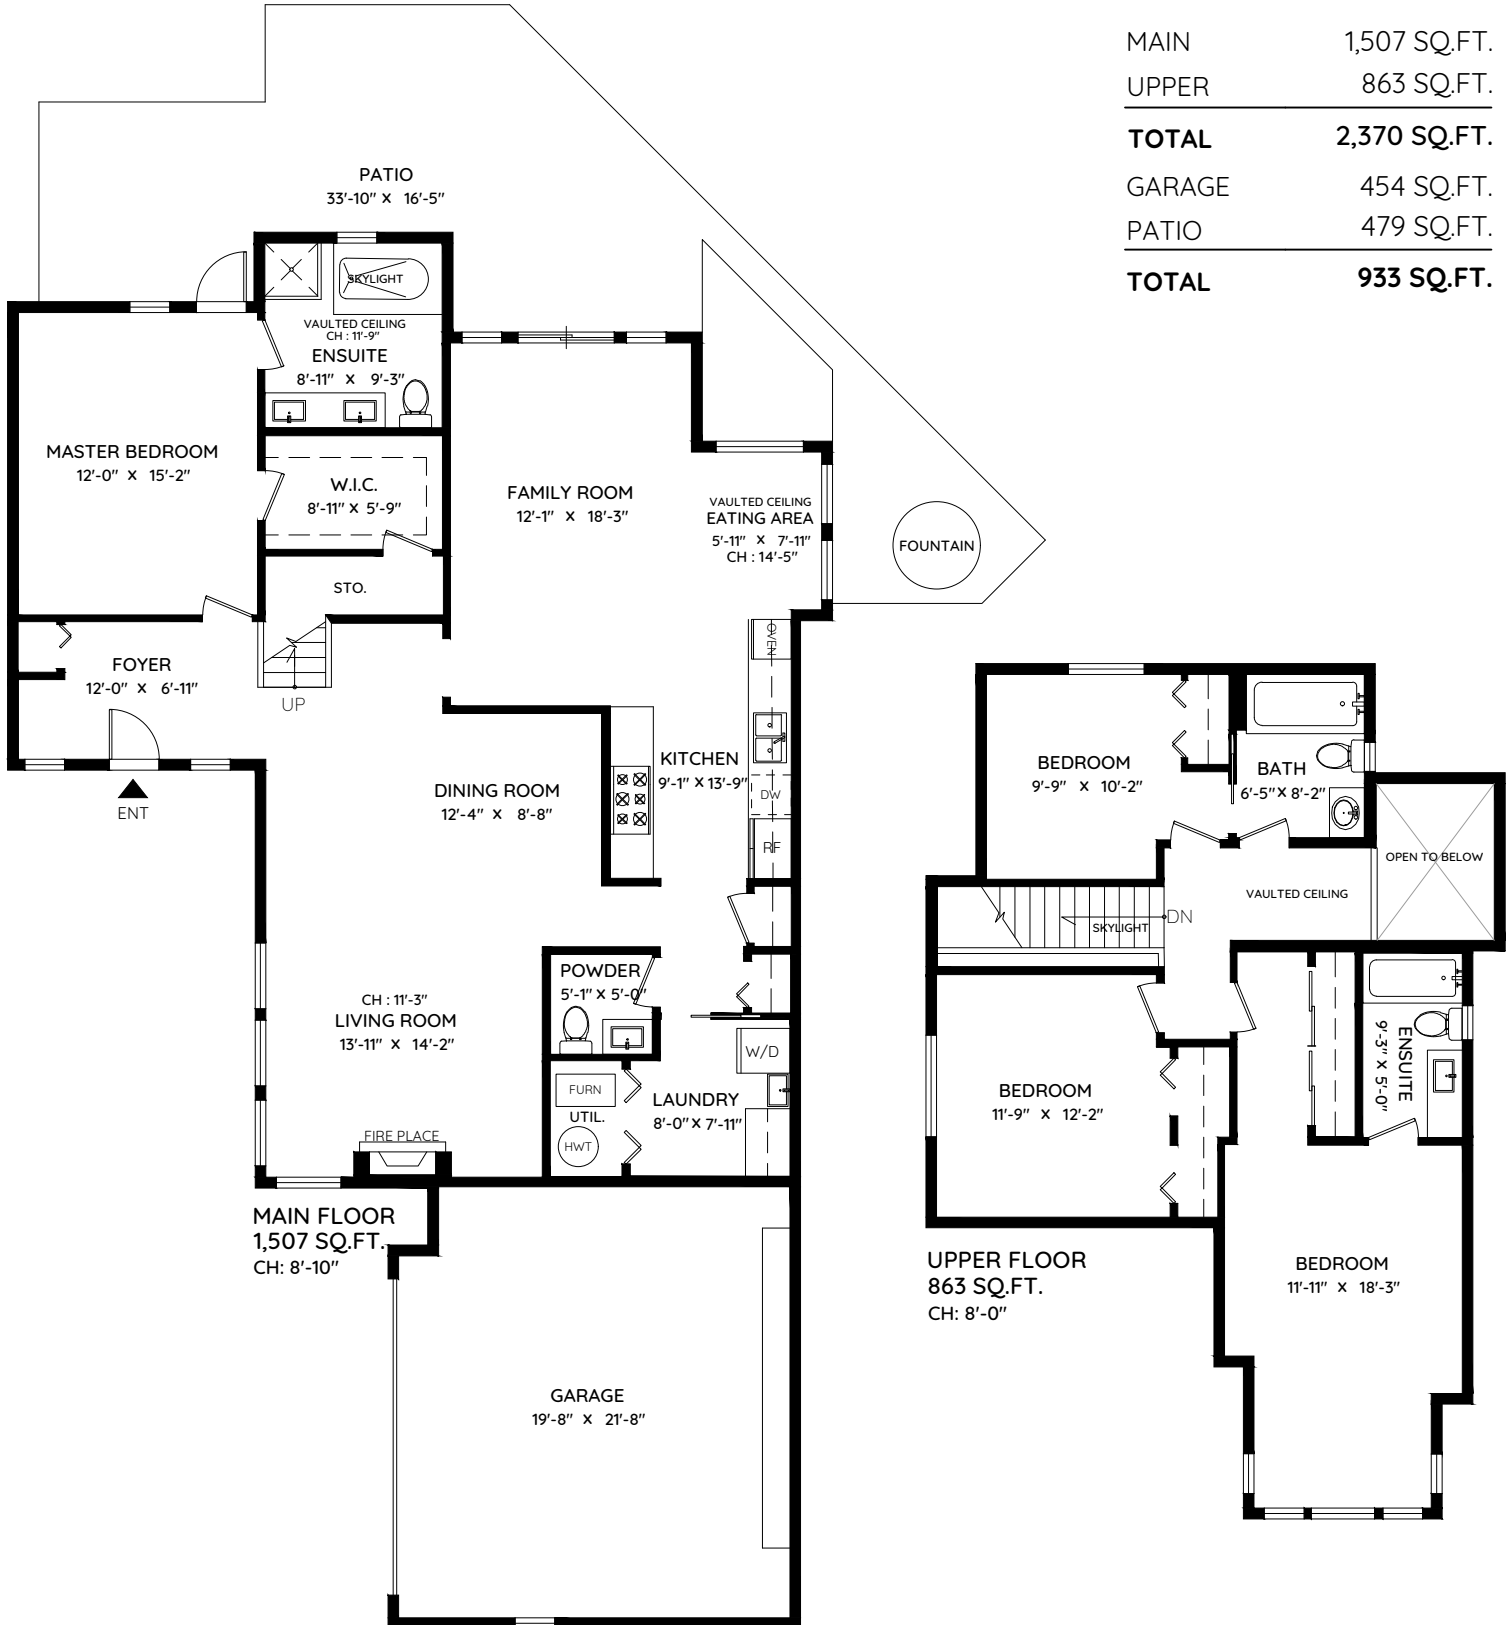 MAIN 1,507 SQ.FT.
UPPER 863 SQ.FT.
TOTAL 2,370 SQ.FT.
GARAGE 454 SQ.FT.
PATIO 479 SQ.FT.
TOTAL 933 SQ.FT.
PATIO
33'-10" X 16'-5"
SKYLIGHT
VAULTED CEILING
CH : 11'-9"
ENSUITE
8'-11" X 9'-3"
MASTER BEDROOM
12'-0" X 15'-2"
W.I.C.
8'-11" X 5'-9"
STO.
FAMILY ROOM
12'-1" X 18'-3"
VAULTED CEILING
EATING AREA
5'-11" X 7'-11"
CH : 14'-5"
FOUNTAIN
FOYER
12'-0" X 6'-11"
UP
ENT
OVEN
KITCHEN
9'-1" X 13'-9"
DW
RF
DINING ROOM
12'-4" X 8'-8"
CH : 11'-3"
LIVING ROOM
13'-11" X 14'-2"
FIRE PLACE
POWDER
5'-1" X 5'-0"
W/D
FURN
UTIL.
HWT
LAUNDRY
8'-0" X 7'-11"
MAIN FLOOR
1,507 SQ.FT.
CH: 8'-10"
GARAGE
19'-8" X 21'-8"
BEDROOM
9'-9" X 10'-2"
BATH
6'-5" X 8'-2"
OPEN TO BELOW
VAULTED CEILING
DN
SKYLIGHT
BEDROOM
11'-9" X 12'-2"
ENSUITE
9'-3" X 5'-0"
BEDROOM
11'-11" X 18'-3"
UPPER FLOOR
863 SQ.FT.
CH: 8'-0"